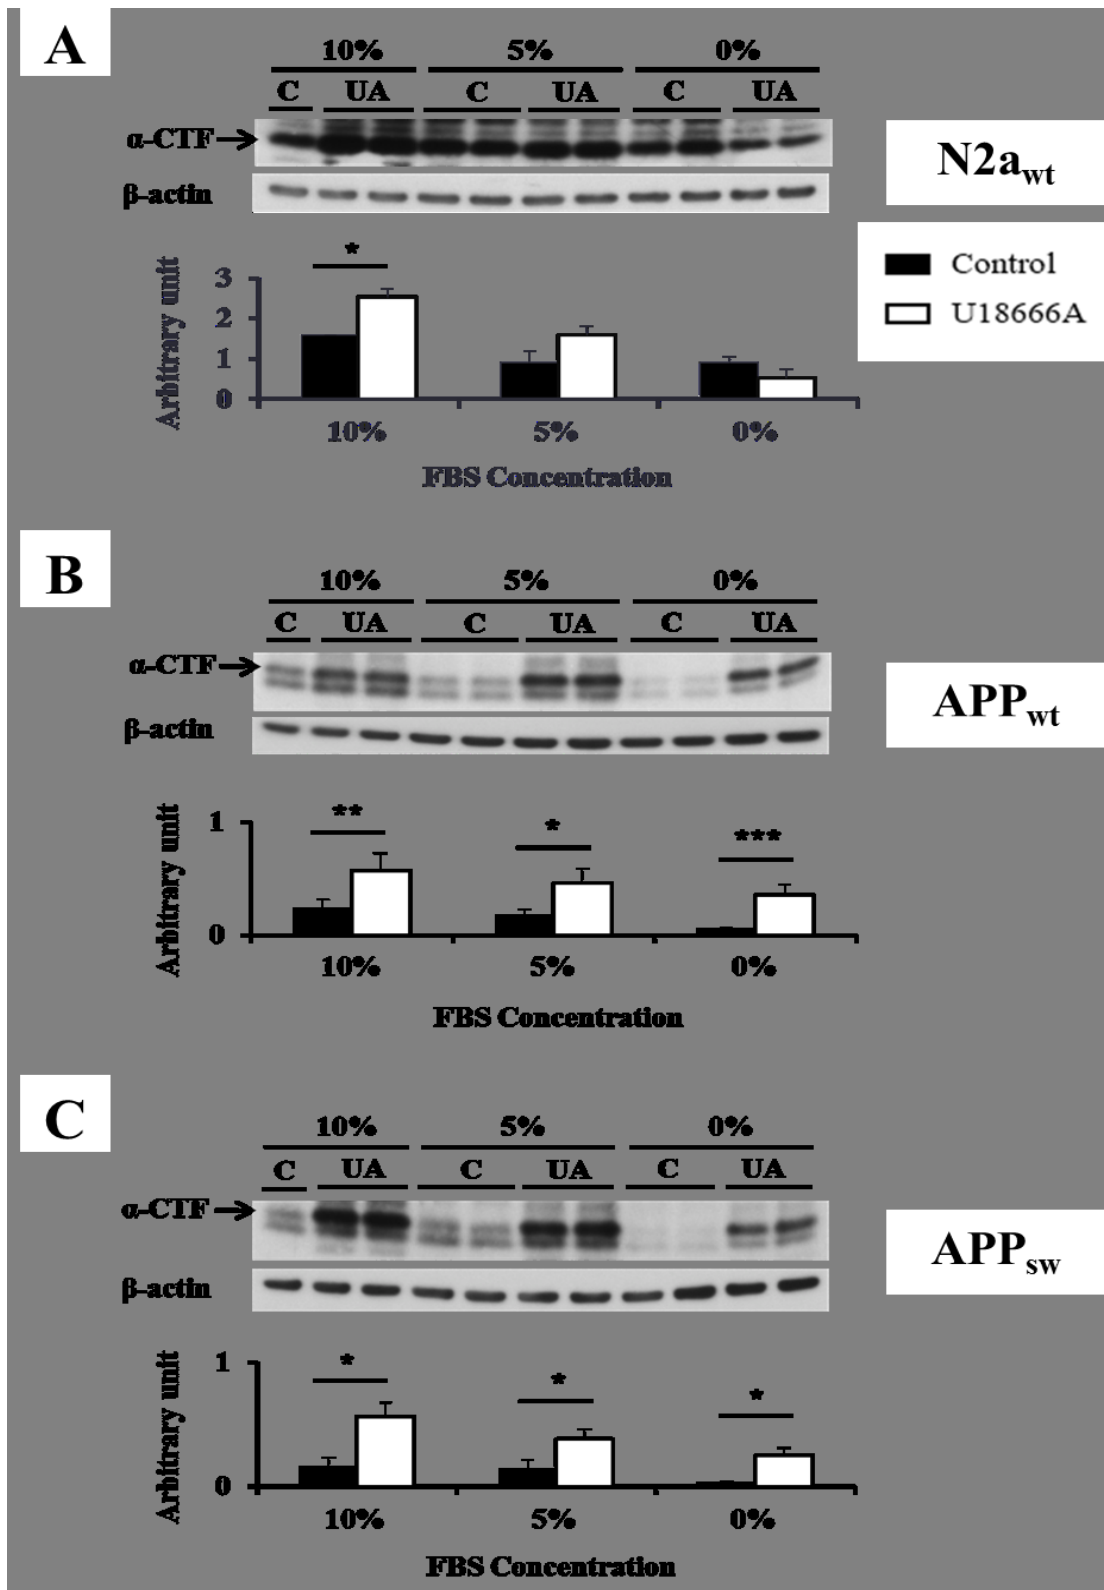 A
10% 5% 0%
C UA C UA C UA
α-CTF
β-actin
N2awt
Control
U18666A
*
Arbitrary unit
3
2
1
0
10% 5% 0%
FBS Concentration
B
10% 5% 0%
C UA C UA C UA
α-CTF
β-actin
APPwt
** * ***
Arbitrary unit
1
0
10% 5% 0%
FBS Concentration
C
10% 5% 0%
C UA C UA C UA
α-CTF
β-actin
APPsw
* * *
Arbitrary unit
1
0
10% 5% 0%
FBS Concentration